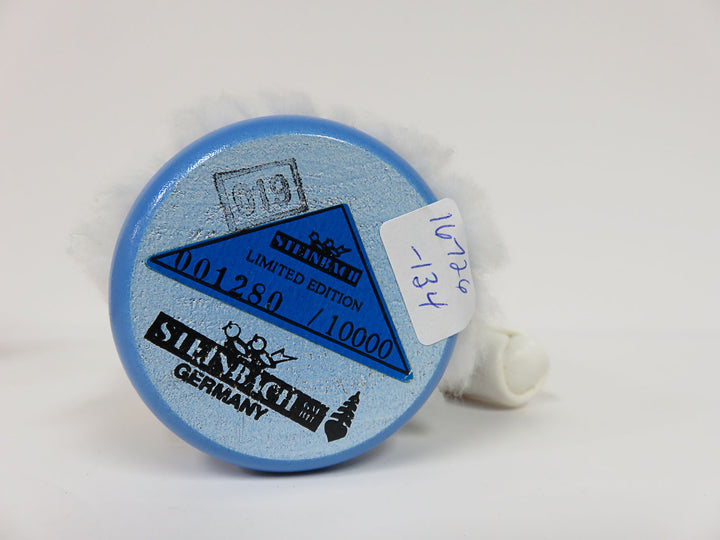 019
STEINBACH
LIMITED EDITION
001280 /10000
STEINBACH
GERMANY
16726
-134